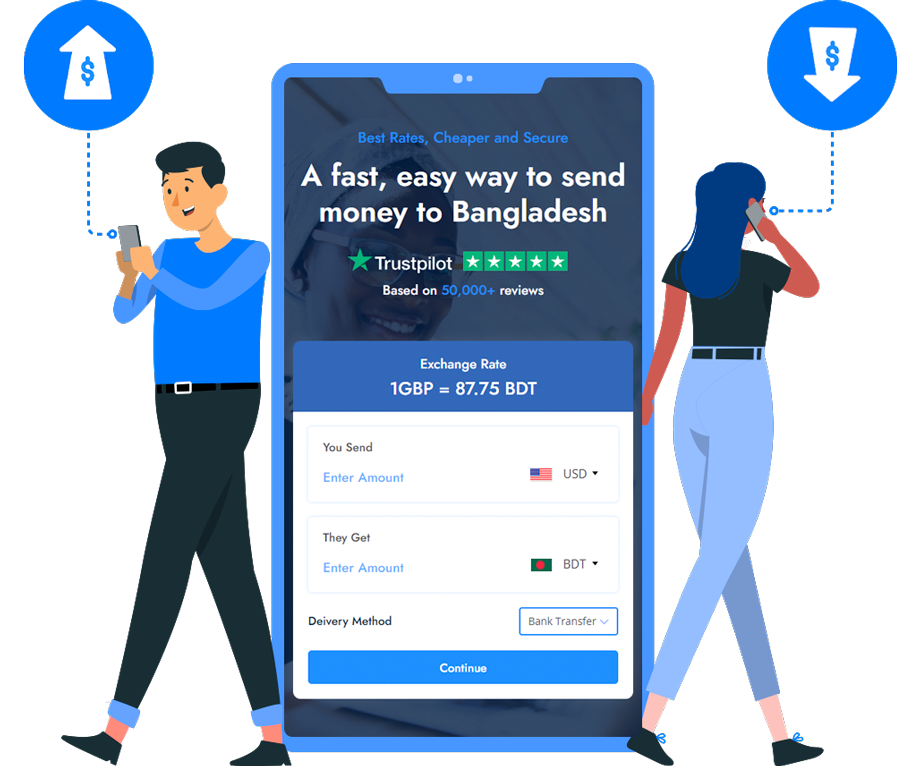 $
$
Best Rates, Cheaper and Secure
A fast, easy way to send
money to Bangladesh
Trustpilot
Based on 50,000+ reviews
Exchange Rate
1GBP = 87.75 BDT
You Send
Enter Amount
USD
They Get
Enter Amount
BDT
Deivery Method
Bank Transfer
Continue